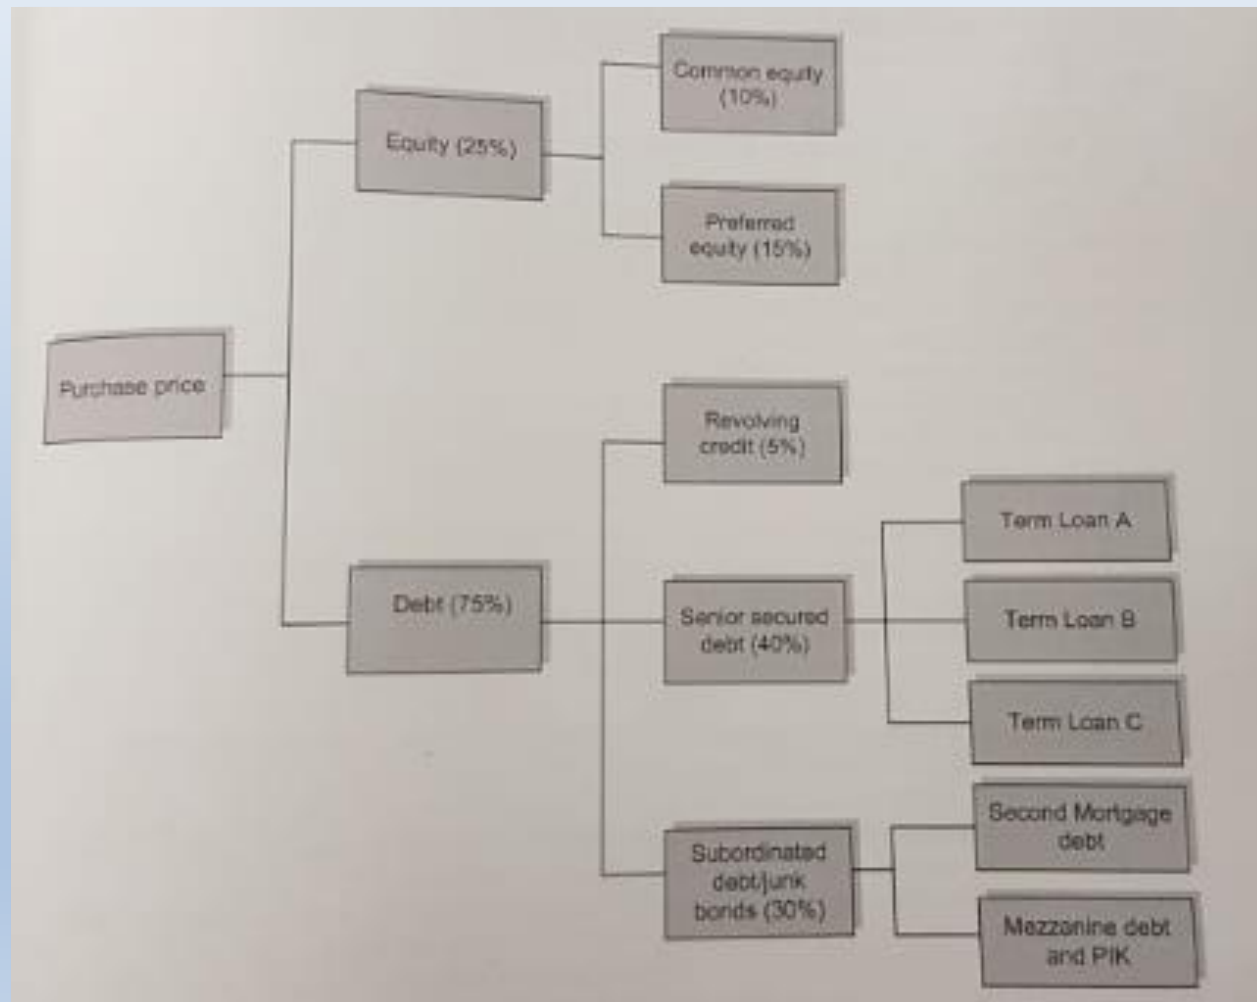 Common equity
(10%)
Equity (25%)
Preferred
equity (15%)
Purchase price
Revolving
credit (5%)
Term Loan A
Debt (75%)
Senior secured
debt (40%)
Term Loan B
Term Loan C
Second Mortgage
debt
Subordinated
debt/junk
bonds (30%)
Mezzanine debt
and PIK